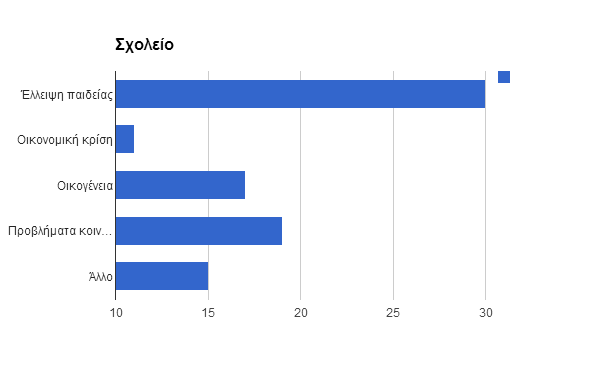 Σχολείο
Έλλειψη παιδείας
Οικονομική κρίση
Οικογένεια
Προβλήματα κοιν…
Άλλο
10 15 20 25 30